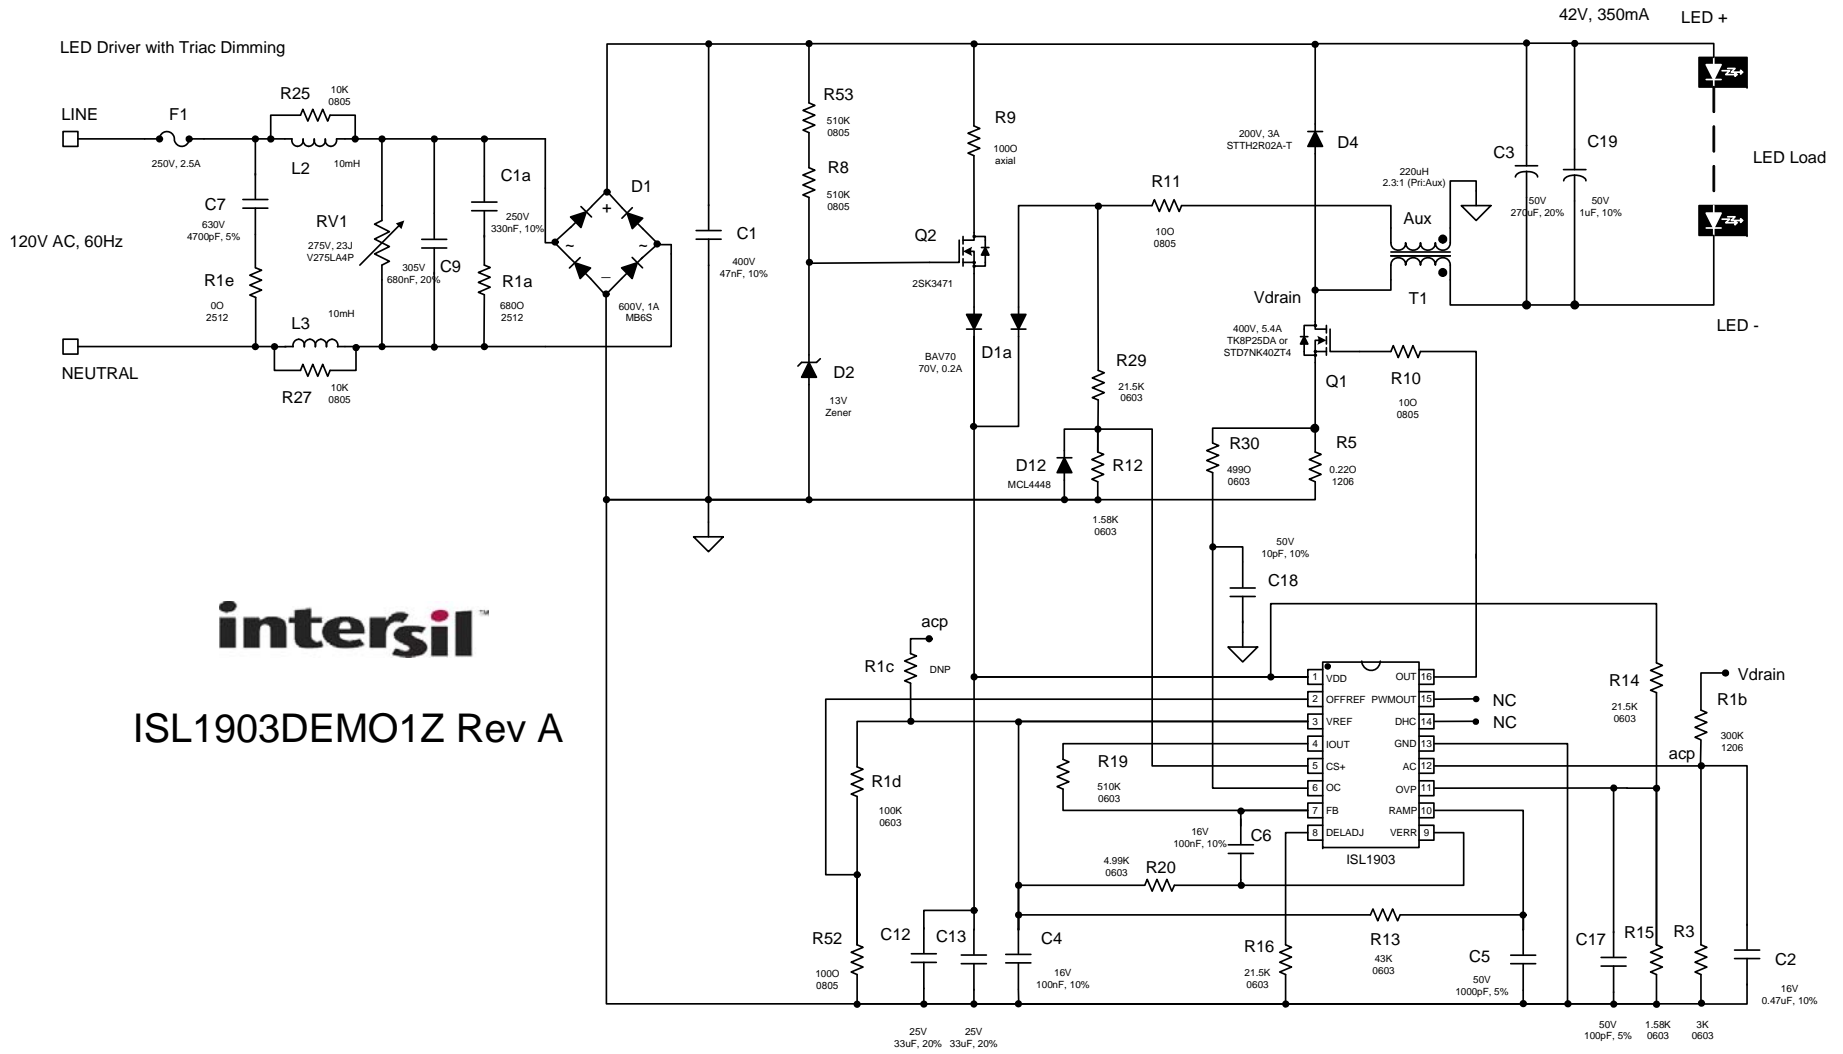 42V, 350mA
LED +
LED Driver with Triac Dimming
LINE
F1
250V, 2.5A
R25
10K
0805
L2
10mH
C7
630V
4700pF, 5%
RV1
275V, 23J
V275LA4P
120V AC, 60Hz
R1e
0O
2512
L3
10mH
NEUTRAL
R27
10K
0805
305V
680nF, 20%
C9
C1a
250V
330nF, 10%
R1a
680O
2512
D1
+
~
~
_
600V, 1A
MB6S
C1
400V
47nF, 10%
R53
510K
0805
R8
510K
0805
D2
13V
Zener
R9
100O
axial
Q2
2SK3471
BAV70
70V, 0.2A
D1a
R11
10O
0805
R29
21.5K
0603
D12
MCL4448
R12
1.58K
0603
200V, 3A
STTH2R02A-T
D4
220uH
2.3:1 (Pri:Aux)
Aux
T1
Vdrain
400V, 5.4A
TK8P25DA or
STD7NK40ZT4
Q1
R10
10O
0805
R30
499O
0603
R5
0.22O
1206
C3
50V
270uF, 20%
C19
50V
1uF, 10%
LED Load
LED -
50V
10pF, 10%
C18
intersil™
ISL1903DEMO1Z Rev A
acp
R1c
DNP
R1d
100K
0603
R52
100O
0805
C12
25V
33uF, 20%
C13
25V
33uF, 20%
C4
16V
100nF, 10%
R19
510K
0603
16V
100nF, 10%
C6
4.99K
0603
R20
R16
21.5K
0603
R13
43K
0603
C5
50V
1000pF, 5%
1 VDD OUT 16
2 OFFREF PWMOUT 15 NC
3 VREF DHC 14 NC
4 IOUT GND 13
5 CS+ AC 12
6 OC OVP 11
7 FB RAMP 10
8 DELADJ VERR 9
ISL1903
R14
21.5K
0603
Vdrain
R1b
300K
1206
acp
C17
50V
100pF, 5%
R15
1.58K
0603
R3
3K
0603
C2
16V
0.47uF, 10%